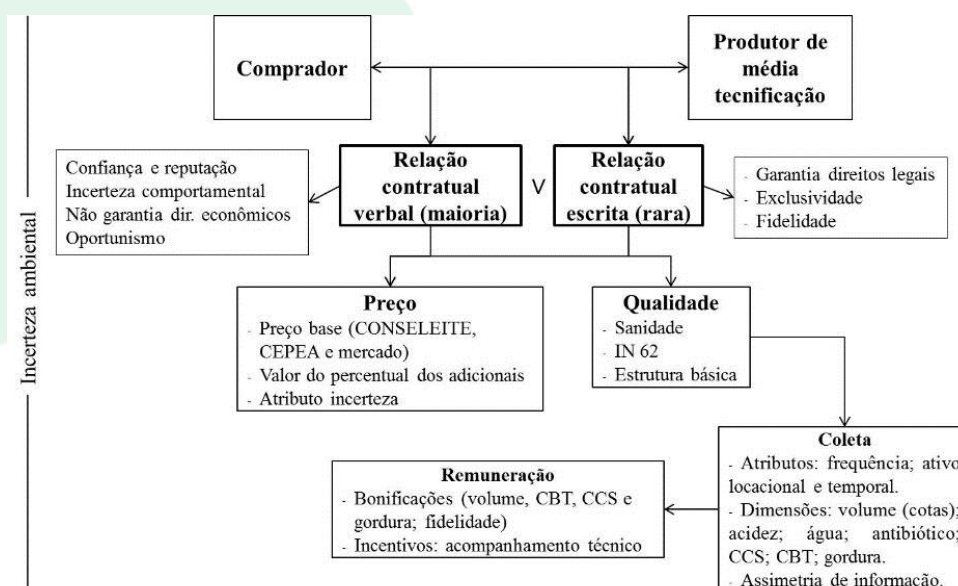 Incerteza ambiental
Comprador
Produtor de
média
tecnificação
Confiança e reputação
Incerteza comportamental
Não garantia dir. econômicos
Oportunismo
Relação
contratual
verbal (maioria)
V
Relação
contratual
escrita (rara)
- Garantia direitos legais
- Exclusividade
- Fidelidade
Preço
- Preço base (CONSELEITE,
CEPEA e mercado)
- Valor do percentual dos adicionais
- Atributo incerteza
Qualidade
- Sanidade
- IN 62
- Estrutura básica
Coleta
- Atributos: frequência; ativo
locacional e temporal.
- Dimensões: volume (cotas);
acidez; água; antibiótico;
CCS; CBT; gordura.
- Assimetria de informação.
Remuneração
- Bonificações (volume, CBT, CCS e
gordura; fidelidade)
- Incentivos: acompanhamento técnico